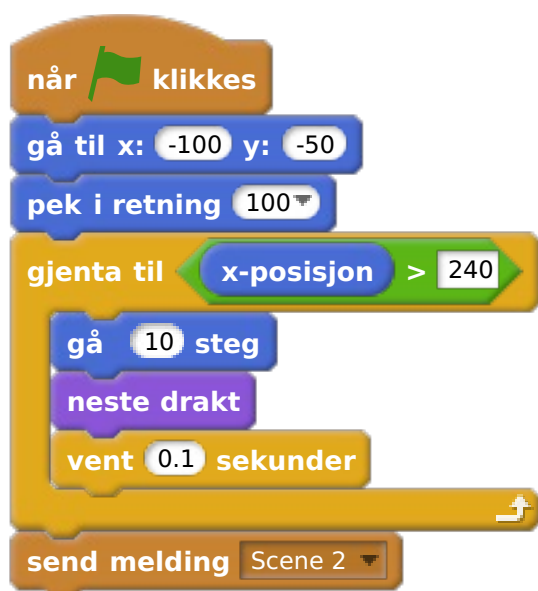 når klikkes
gå til x: -100 y: -50
pek i retning 100
gjenta til x-posisjon > 240
gå 10 steg
neste drakt
vent 0.1 sekunder
send melding Scene 2